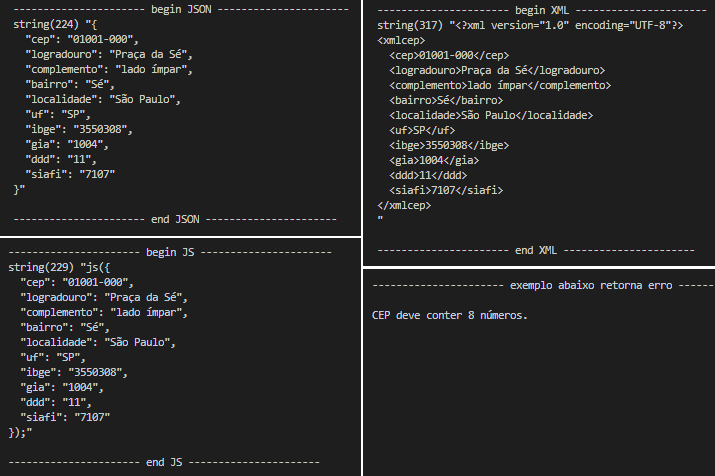 ---------------------- begin JSON ----------------------
string(224) "{
  "cep": "01001-000",
  "logradouro": "Praça da Sé",
  "complemento": "lado ímpar",
  "bairro": "Sé",
  "localidade": "São Paulo",
  "uf": "SP",
  "ibge": "3550308",
  "gia": "1004",
  "ddd": "11",
  "siafi": "7107"
}"
---------------------- end JSON ----------------------
---------------------- begin JS ----------------------
string(229) "js({
  "cep": "01001-000",
  "logradouro": "Praça da Sé",
  "complemento": "lado ímpar",
  "bairro": "Sé",
  "localidade": "São Paulo",
  "uf": "SP",
  "ibge": "3550308",
  "gia": "1004",
  "ddd": "11",
  "siafi": "7107"
});"
---------------------- end JS ----------------------
---------------------- begin XML ----------------------
string(317) "<?xml version="1.0" encoding="UTF-8"?>
<xmlcep>
  <cep>01001-000</cep>
  <logradouro>Praça da Sé</logradouro>
  <complemento>lado ímpar</complemento>
  <bairro>Sé</bairro>
  <localidade>São Paulo</localidade>
  <uf>SP</uf>
  <ibge>3550308</ibge>
  <gia>1004</gia>
  <ddd>11</ddd>
  <siafi>7107</siafi>
</xmlcep>
"
---------------------- end XML ----------------------
---------------------- exemplo abaixo retorna erro ------
CEP deve conter 8 números.